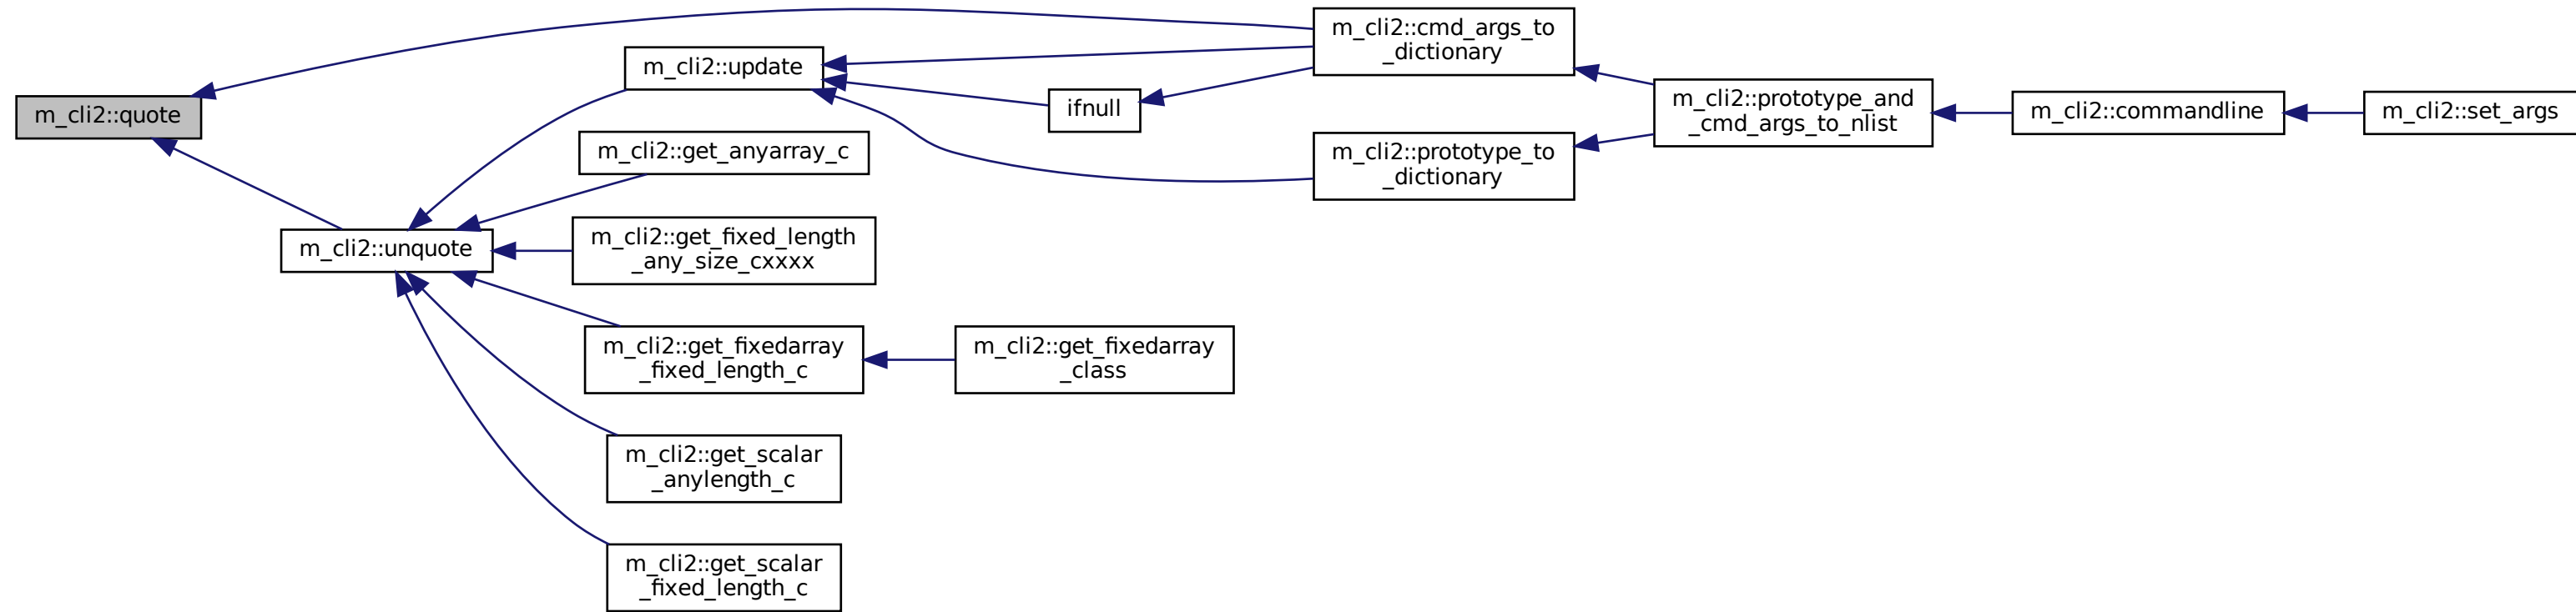 m_cli2::quote
m_cli2::unquote
m_cli2::update
m_cli2::get_anyarray_c
m_cli2::get_fixed_length
_any_size_cxxxx
m_cli2::get_fixedarray
_fixed_length_c
m_cli2::get_scalar
_anylength_c
m_cli2::get_scalar
_fixed_length_c
ifnull
m_cli2::get_fixedarray
_class
m_cli2::cmd_args_to
_dictionary
m_cli2::prototype_to
_dictionary
m_cli2::prototype_and
_cmd_args_to_nlist
m_cli2::commandline
m_cli2::set_args